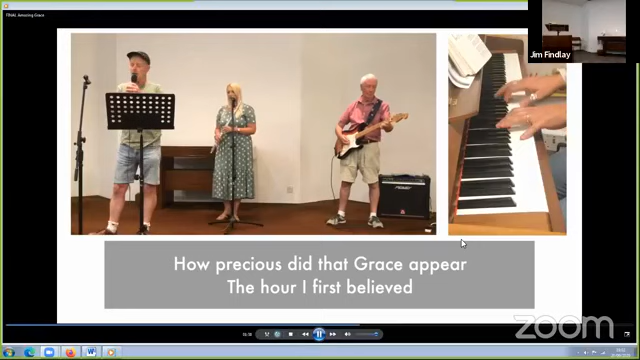 FINAL Amazing Grace
Jim Findlay
How precious did that Grace appear
The hour I first believed
zoom